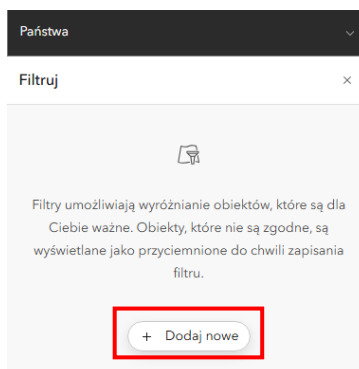 Państwa
Filtruj
Filtry umożliwiają wyróżnianie obiektów, które są dla
Ciebie ważne. Obiekty, które nie są zgodne, są
wyświetlane jako przyciemnione do chwili zapisania
filtru.
+ Dodaj nowe